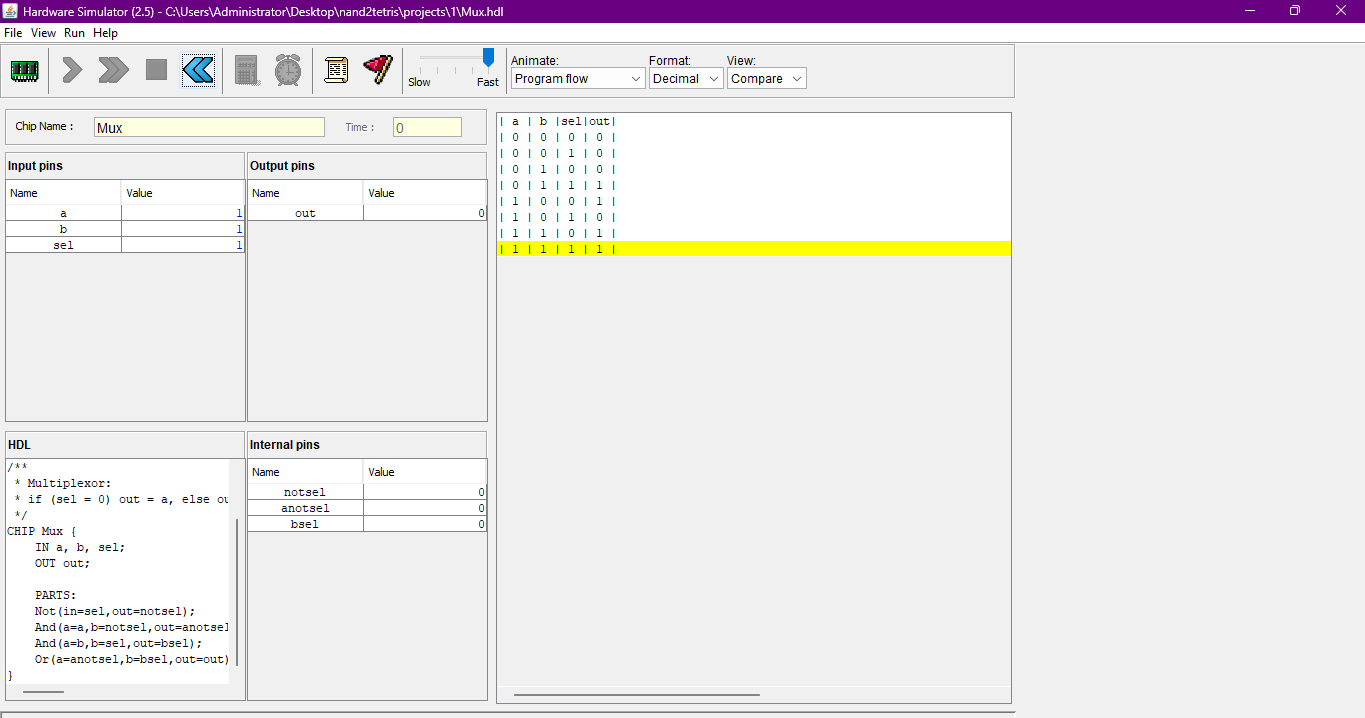 Hardware Simulator (2.5) - C:\Users\Administrator\Desktop\nand2tetris\projects\1\Mux.hdl
File View Run Help
Slow Fast
Animate: Format: View:
Program flow Decimal Compare
Chip Name : Mux Time : 0
Input pins
Name Value
a 1
b 1
sel 1
Output pins
Name Value
out 0
HDL
/**
* Multiplexor:
* if (sel = 0) out = a, else ou
*/
CHIP Mux {
IN a, b, sel;
OUT out;
PARTS:
Not(in=sel,out=notsel);
And(a=a,b=notsel,out=anotsel
And(a=b,b=sel,out=bsel);
Or(a=anotsel,b=bsel,out=out)
}
Internal pins
Name Value
notsel 0
anotsel 0
bsel 0
| a | b |sel|out|
| 0 | 0 | 0 | 0 |
| 0 | 0 | 1 | 0 |
| 0 | 1 | 0 | 0 |
| 0 | 1 | 1 | 1 |
| 1 | 0 | 0 | 1 |
| 1 | 0 | 1 | 0 |
| 1 | 1 | 0 | 1 |
| 1 | 1 | 1 | 1 |